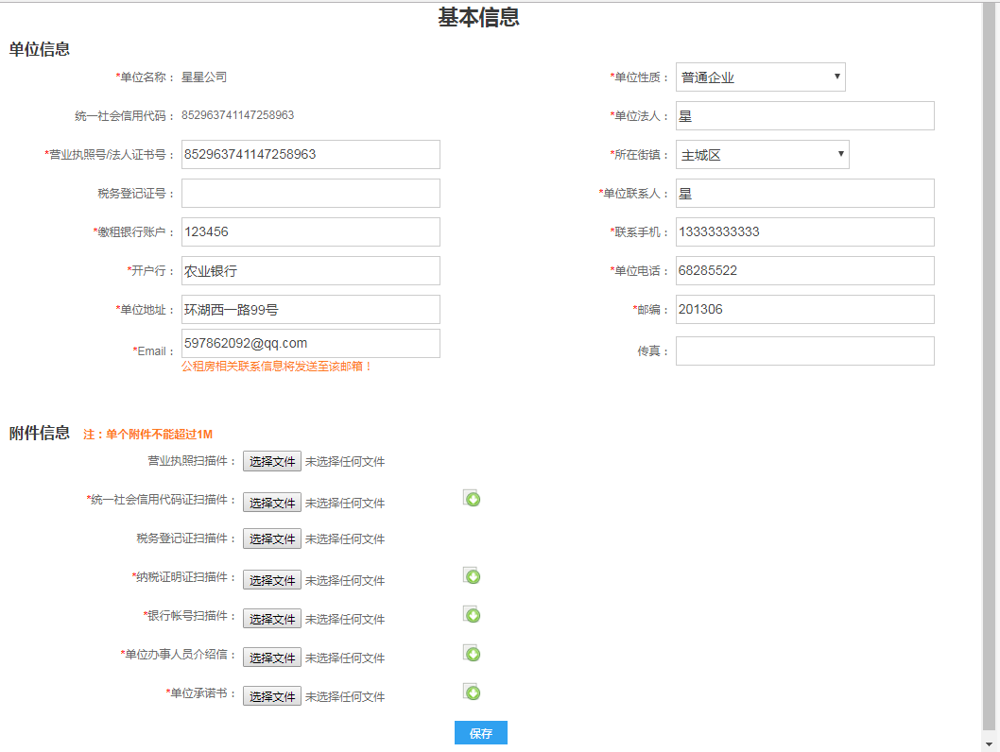 基本信息
单位信息
*单位名称： 星星公司 *单位性质： 普通企业
统一社会信用代码： 852963741147258963 *单位法人： 星
*营业执照号/法人证书号： 852963741147258963 *所在街镇： 主城区
税务登记证号： *单位联系人： 星
*缴租银行账户： 123456 *联系手机： 13333333333
*开户行： 农业银行 *单位电话： 68285522
*单位地址： 环湖西一路99号 *邮编： 201306
*Email： 597862092@qq.com 传真：
公租房相关联系信息将发送至该邮箱！
附件信息 注：单个附件不能超过1M
营业执照扫描件： 选择文件 未选择任何文件
*统一社会信用代码证扫描件： 选择文件 未选择任何文件
税务登记证扫描件： 选择文件 未选择任何文件
*纳税证明证扫描件： 选择文件 未选择任何文件
*银行帐号扫描件： 选择文件 未选择任何文件
*单位办事人员介绍信： 选择文件 未选择任何文件
*单位承诺书： 选择文件 未选择任何文件
保存